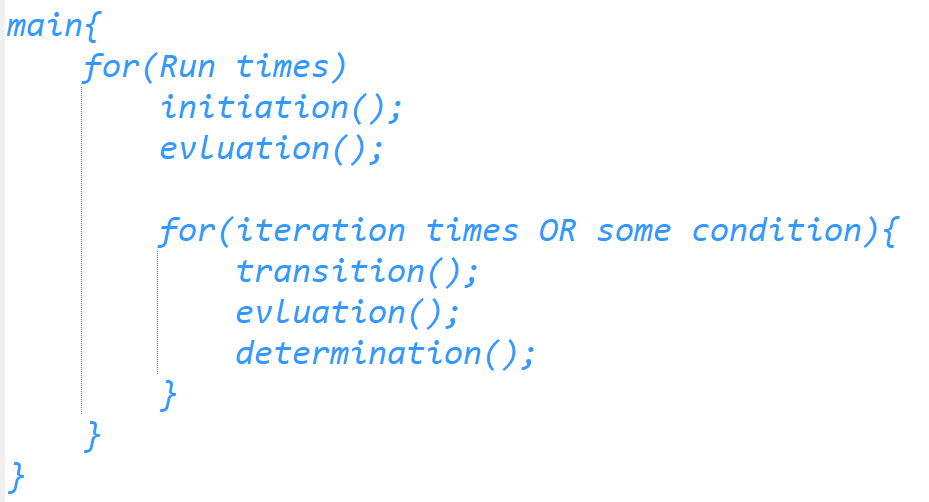 main{
for(Run times)
initiation();
evluation();
for(iteration times OR some condition){
transition();
evluation();
determination();
}
}
}